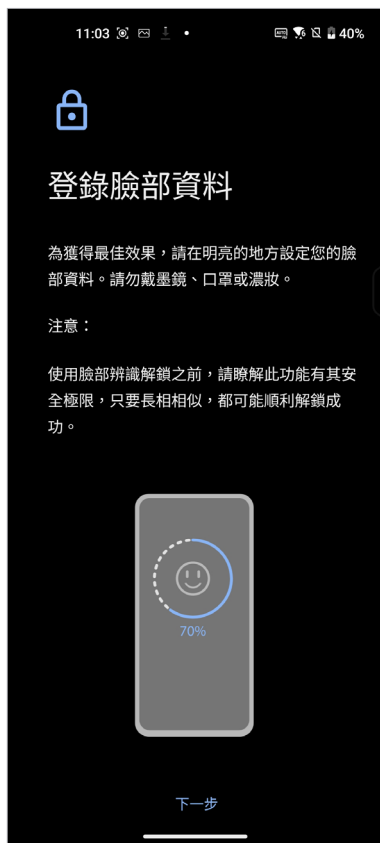 11:03 40%
登錄臉部資料
為獲得最佳效果，請在明亮的地方設定您的臉
部資料。請勿戴墨鏡、口罩或濃妝。
注意：
使用臉部辨識解鎖之前，請瞭解此功能有其安
全極限，只要長相相似，都可能順利解鎖成
功。
70%
下一步